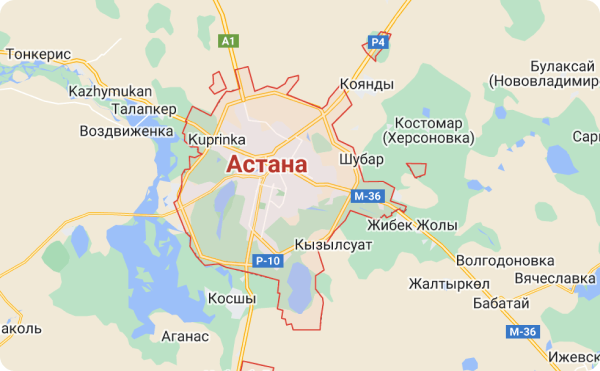 A1
P4
Тонкерис
Коянды
Булаксай
(Нововладимиро
Kazhymukan
Талапкер
Воздвиженка
Костомар
(Херсоновка)
Сар
Kuprinka
Шубар
Астана
M-36
Жибек Жолы
Кызылсуат
P-10
Волгодоновка
Вячеславка
Жалтыркөл
Бабатай
Косшы
аколь
Аганас
M-36
Ижевск